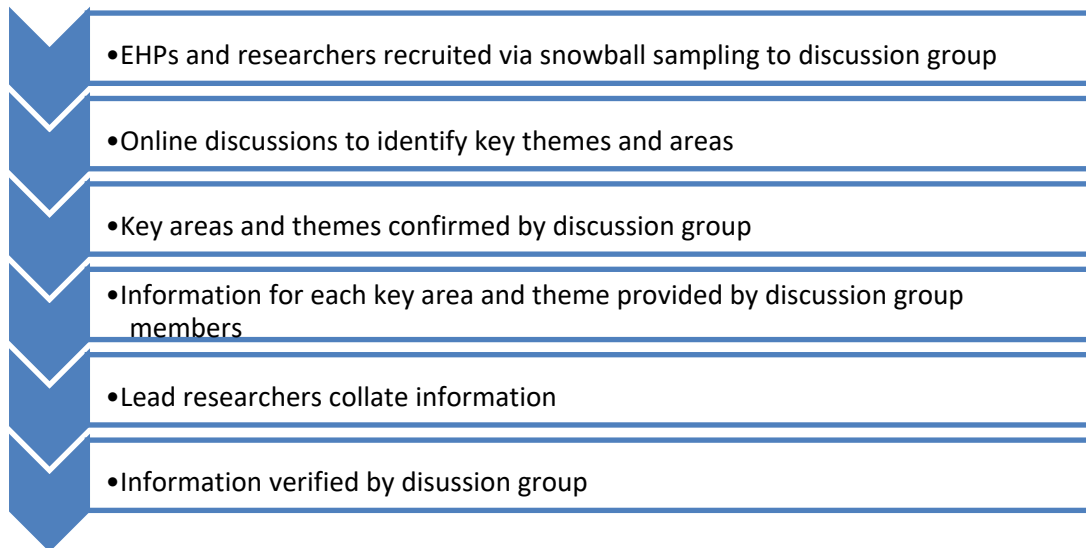 •EHPs and researchers recruited via snowball sampling to discussion group
•Online discussions to identify key themes and areas
•Key areas and themes confirmed by discussion group
•Information for each key area and theme provided by discussion group
members
•Lead researchers collate information
•Information verified by disussion group